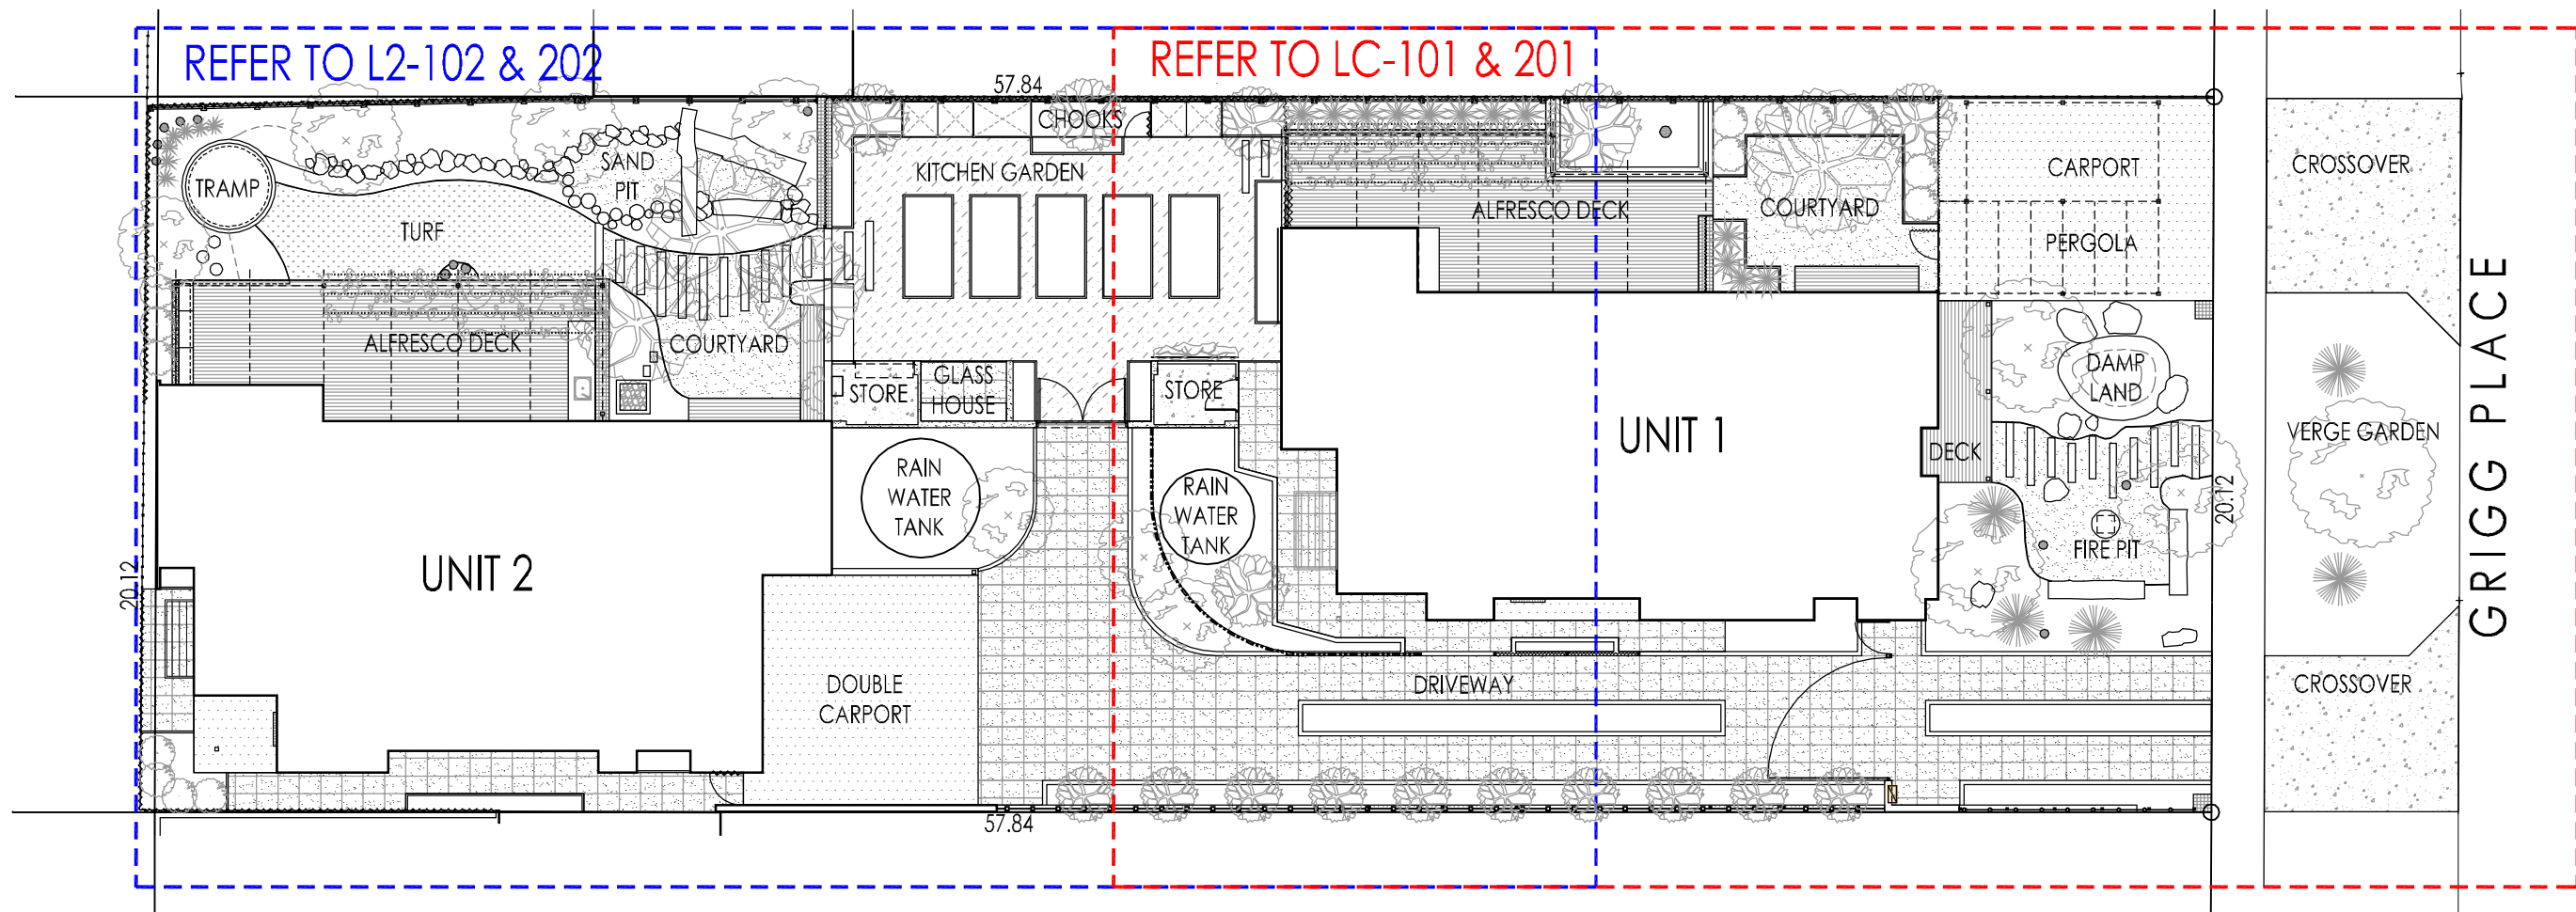 REFER TO L2-102 & 202
REFER TO LC-101 & 201
57.84
CHOOKS
SAND
PIT
TRAMP
TURF
KITCHEN GARDEN
ALFRESCO DECK
COURTYARD
CARPORT
PERGOLA
CROSSOVER
ALFRESCO DECK
COURTYARD
STORE
GLASS
HOUSE
STORE
DAMP
LAND
UNIT 1
DECK
VERGE GARDEN
GRIGG PLACE
RAIN
WATER
TANK
RAIN
WATER
TANK
20.12
FIRE PIT
UNIT 2
20.12
DOUBLE
CARPORT
DRIVEWAY
CROSSOVER
57.84